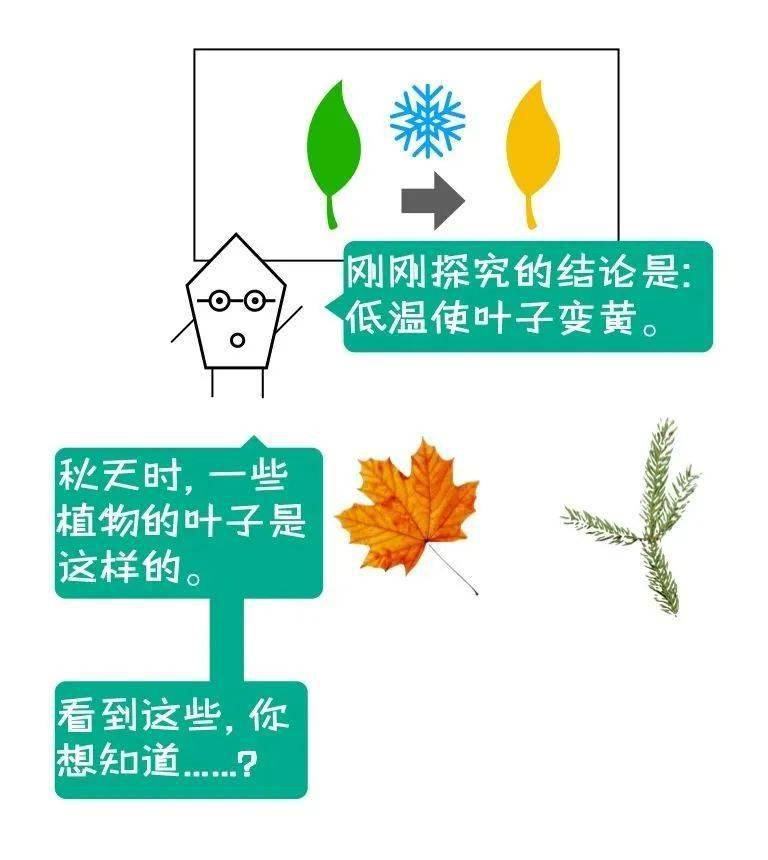 刚刚探究的结论是:
低温使叶子变黄。
秋天时,一些
植物的叶子是
这样的。
看到这些,你
想知道……?